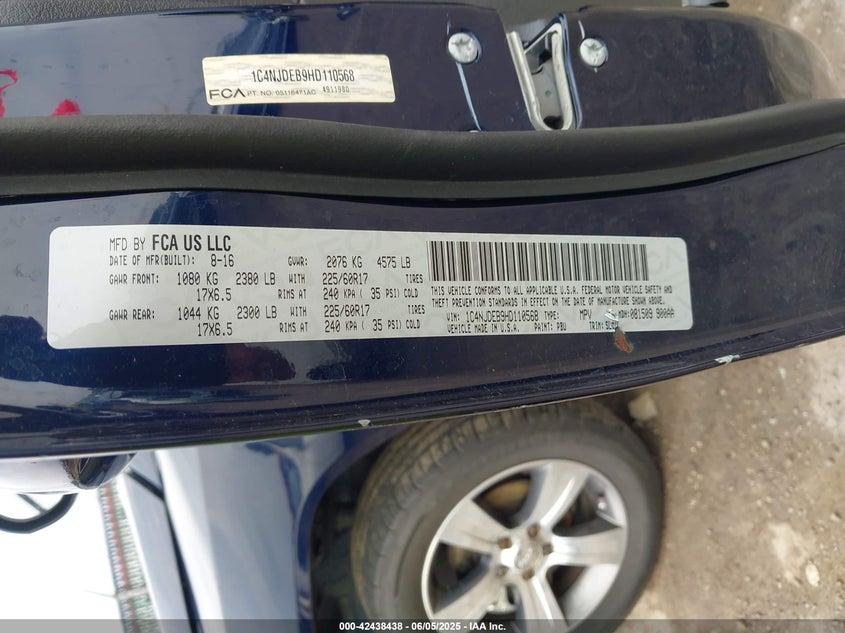 1C4NJDEB9HD110568
FCA PT. NO. 05116471AC 4911980
MFD BY FCA US LLC
DATE OF MFR(BUILT): 8-16 GVWR: 2076 KG 4575 LB
GAWR FRONT: 1080 KG 2380 LB WITH 225/60R17 TIRES
17X6.5 RIMS AT 240 KPA ( 35 PSI) COLD
GAWR REAR: 1044 KG 2300 LB WITH 225/60R17 TIRES
17X6.5 RIMS AT 240 KPA ( 35 PSI) COLD
THIS VEHICLE CONFORMS TO ALL APPLICABLE U.S.A. FEDERAL MOTOR VEHICLE SAFETY AND
THEFT PREVENTION STANDARDS IN EFFECT ON THE DATE OF MANUFACTURE SHOWN ABOVE.
VIN: 1C4NJDEB9HD110568 TYPE: MPV MDH: 081509 900AA
VEHICLE MADE IN U.S.A. PAINT: PBU TRIM:
000-42438438 - 06/05/2025 - IAA Inc.